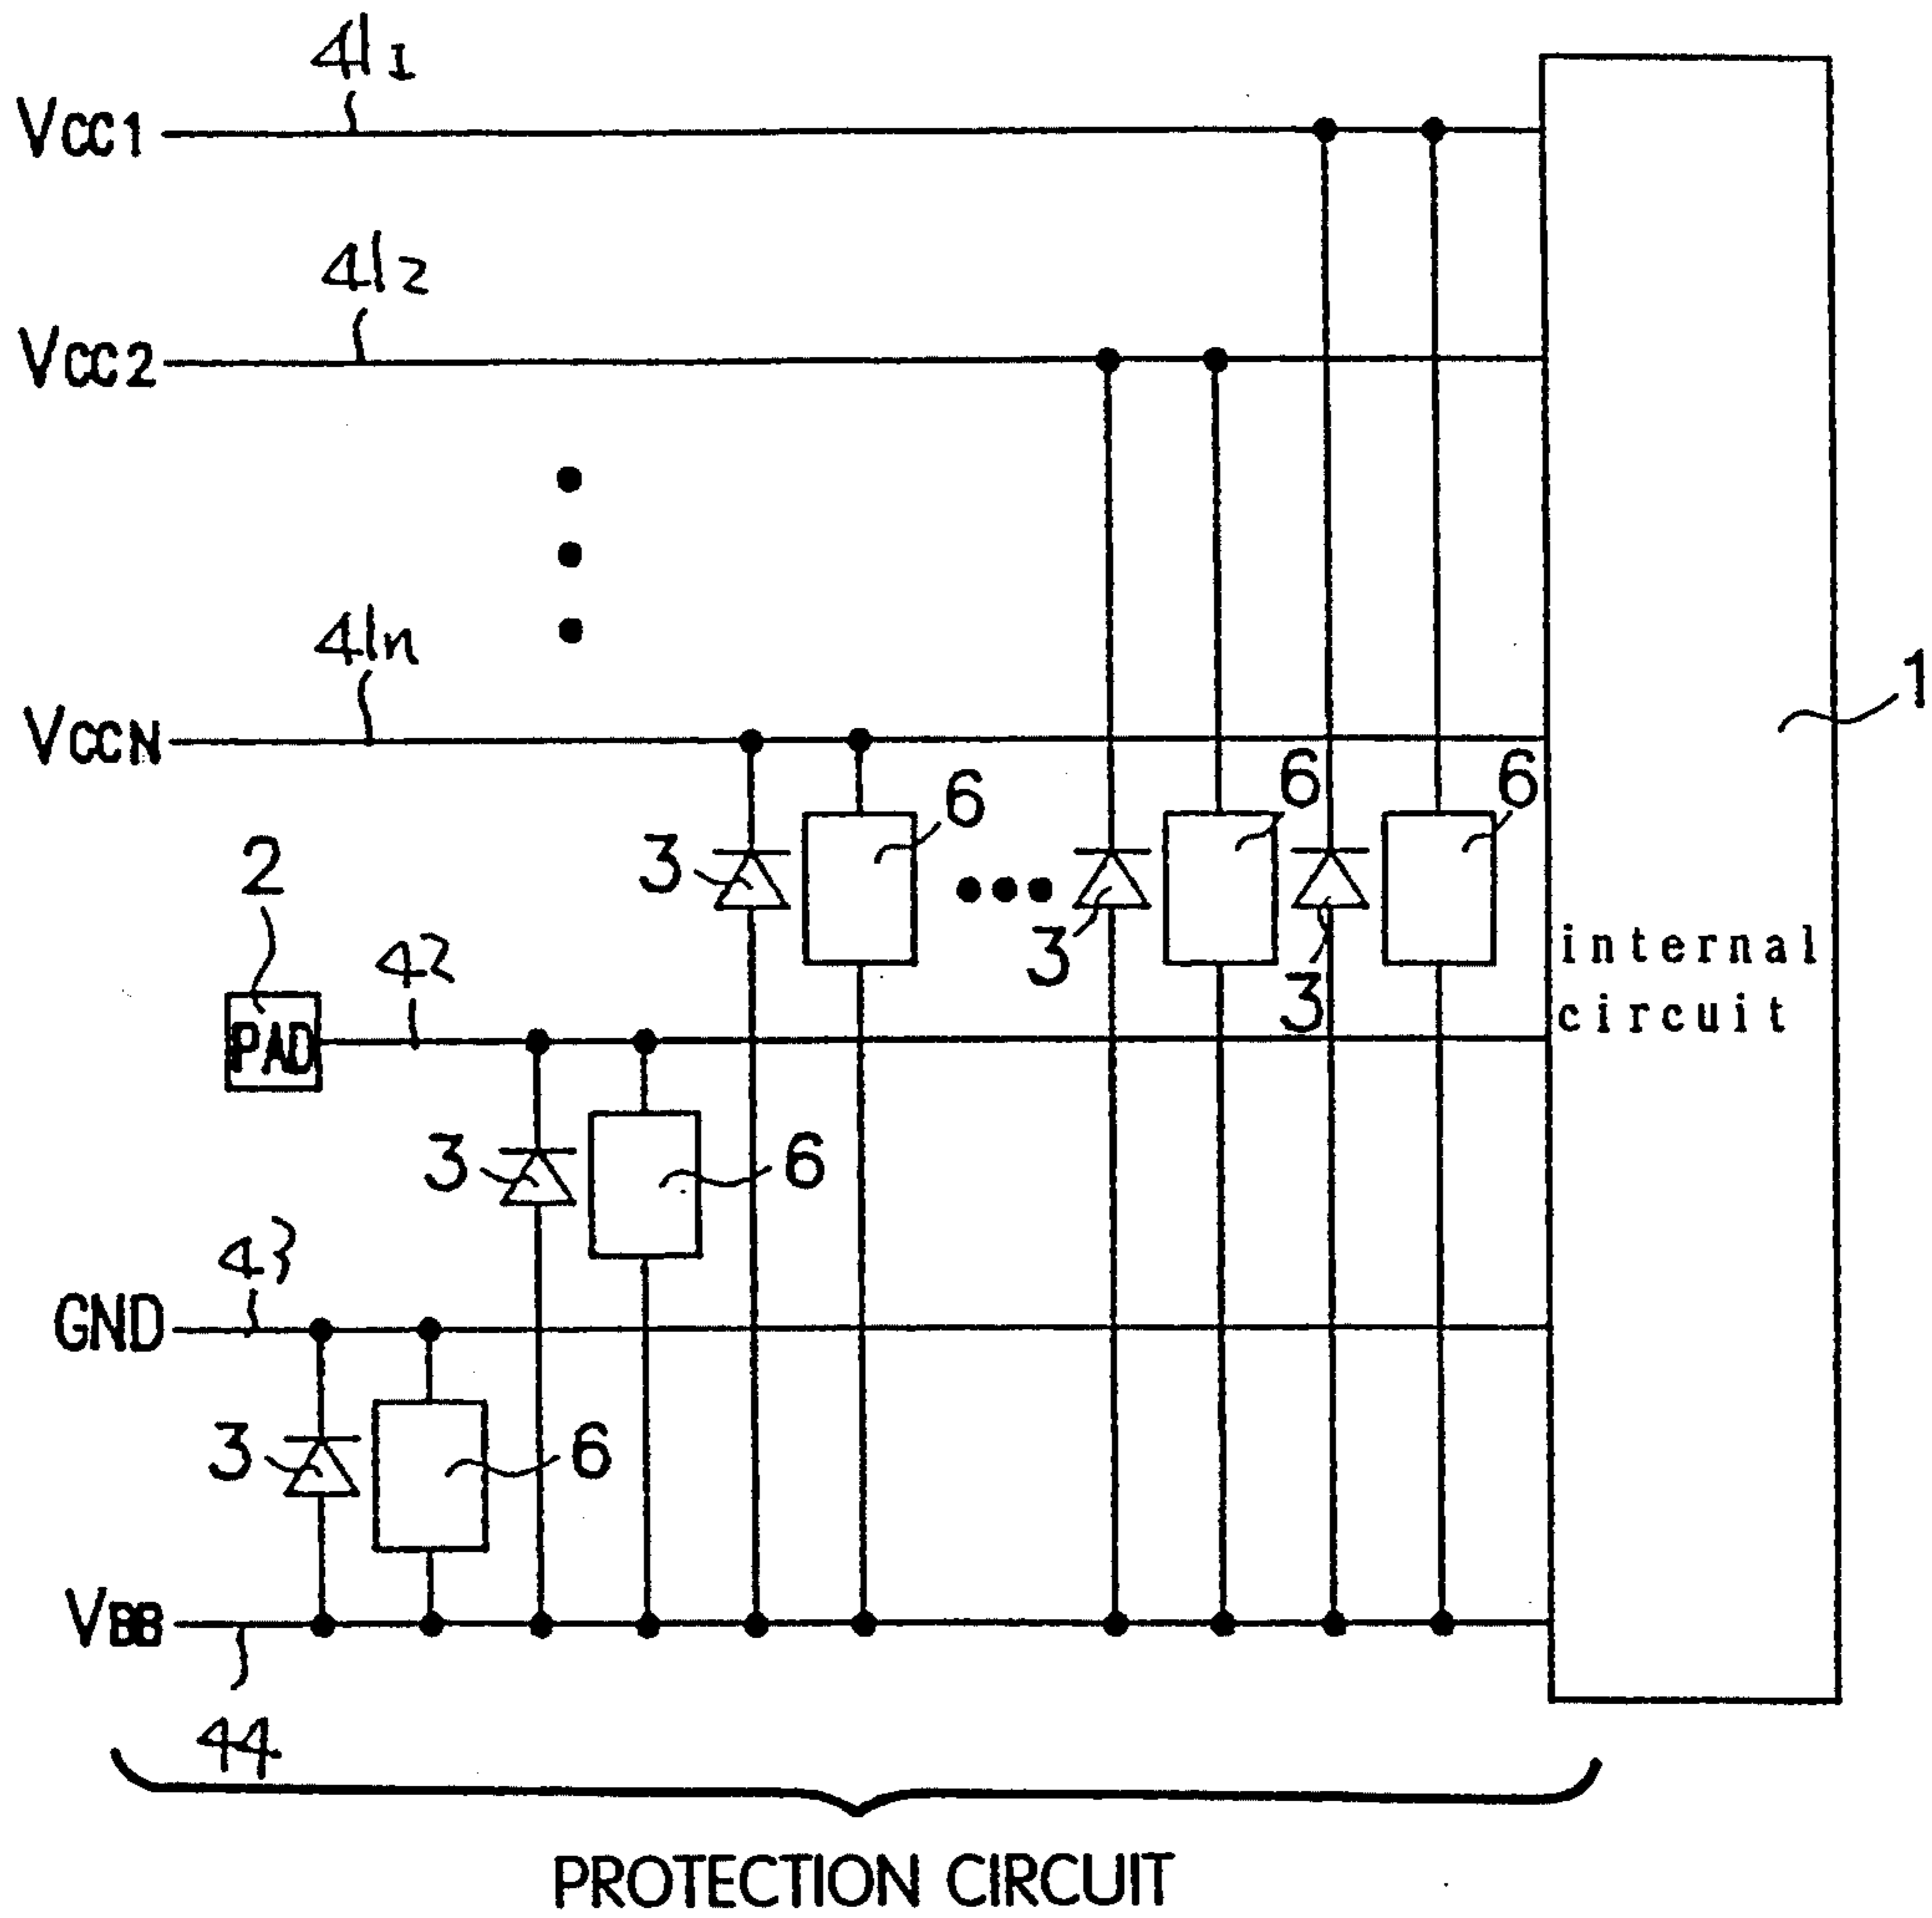 41₁
VCC1
41₂
VCC2
41n
VCCN
1
6
6
6
3
2
3
42
3
internal
circuit
PAD
3
6
43
GND
3
6
VBB
44
PROTECTION CIRCUIT